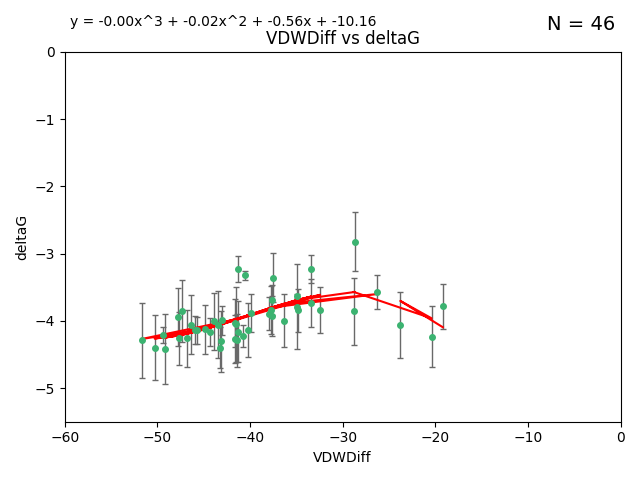 y = -0.00x^3 + -0.02x^2 + -0.56x + -10.16
N = 46
VDWDiff vs deltaG
0
−1
−2
−3
−4
−5
deltaG
−60 −50 −40 −30 −20 −10 0
VDWDiff